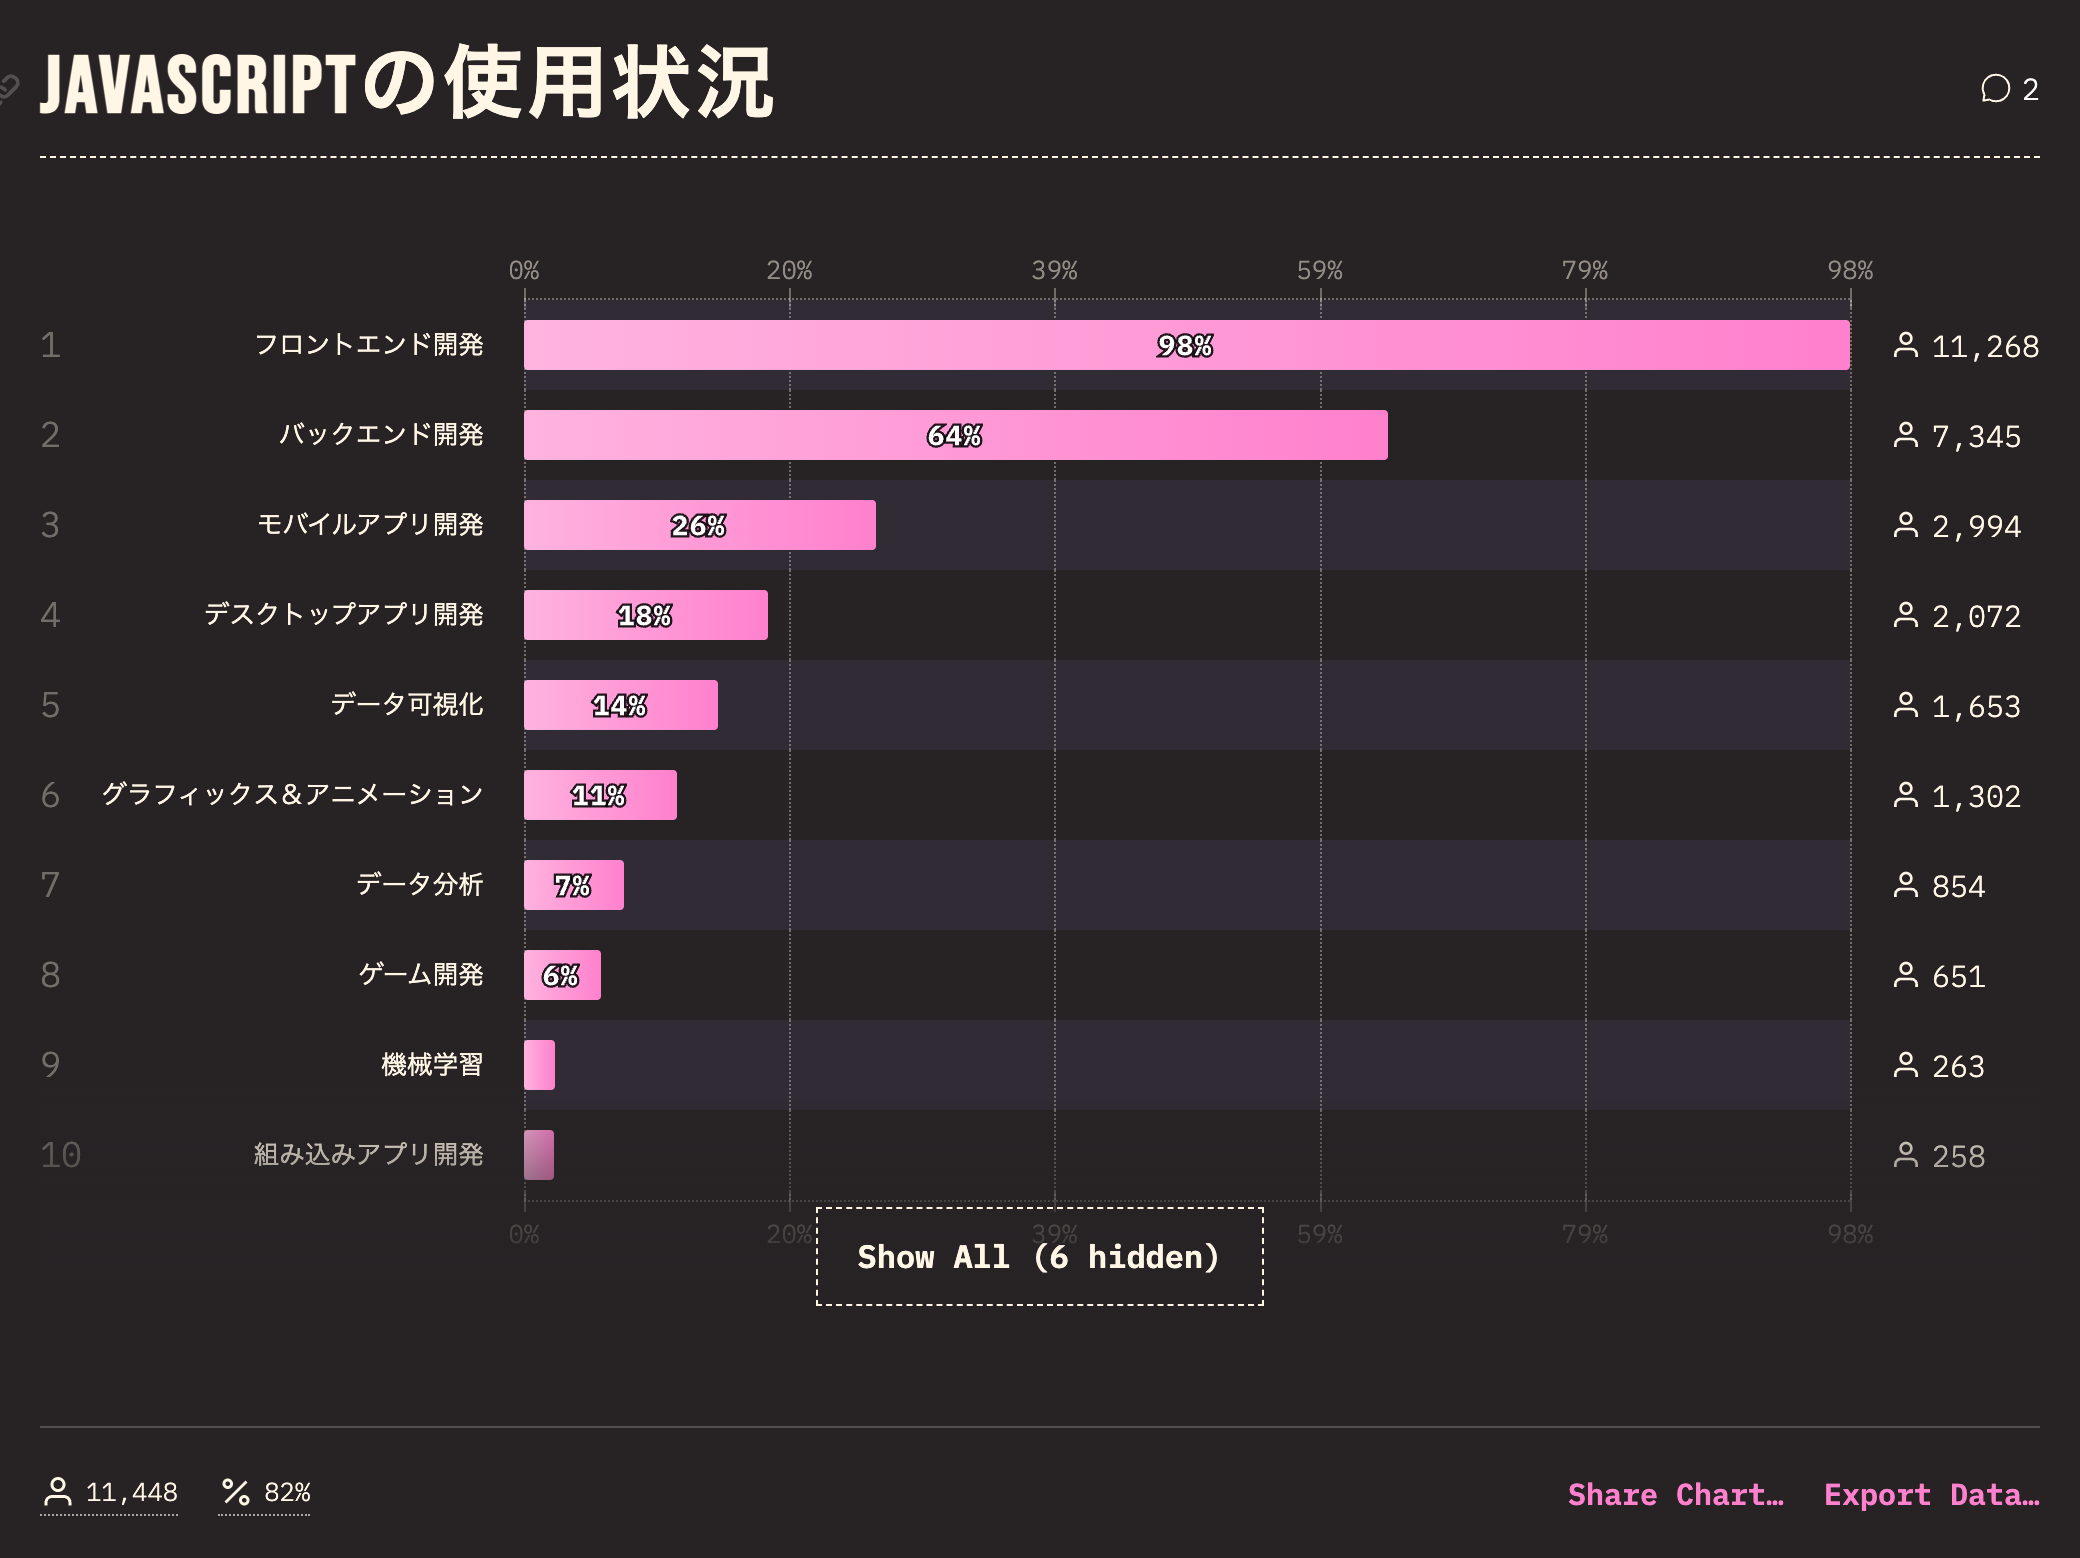 JAVASCRIPTの使用状況
2
0% 20% 39% 59% 79% 98%
1 フロントエンド開発 98% 11,268
2 バックエンド開発 64% 7,345
3 モバイルアプリ開発 26% 2,994
4 デスクトップアプリ開発 18% 2,072
5 データ可視化 14% 1,653
6 グラフィックス&アニメーション 11% 1,302
7 データ分析 7% 854
8 ゲーム開発 6% 651
9 機械学習 263
10 組み込みアプリ開発 258
0% 20% 39% 59% 79% 98%
Show All (6 hidden)
11,448 % 82% Share Chart… Export Data…